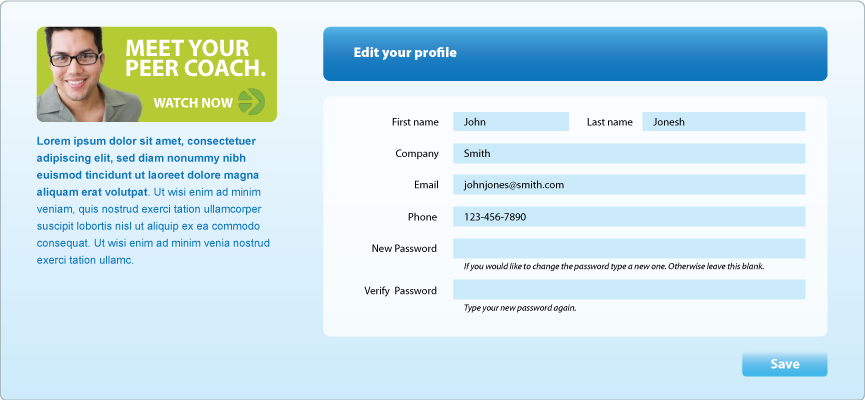 MEET YOUR
PEER COACH.
WATCH NOW
Lorem ipsum dolor sit amet, consectetuer
adipiscing elit, sed diam nonummy nibh
euismod tincidunt ut laoreet dolore magna
aliquam erat volutpat. Ut wisi enim ad minim
veniam, quis nostrud exerci tation ullamcorper
suscipit lobortis nisl ut aliquip ex ea commodo
consequat. Ut wisi enim ad minim venia nostrud
exerci tation ullamc.
Edit your profile
First name John Last name Jonesh
Company Smith
Email johnjones@smith.com
Phone 123-456-7890
New Password
If you would like to change the password type a new one. Otherwise leave this blank.
Verify Password
Type your new password again.
Save